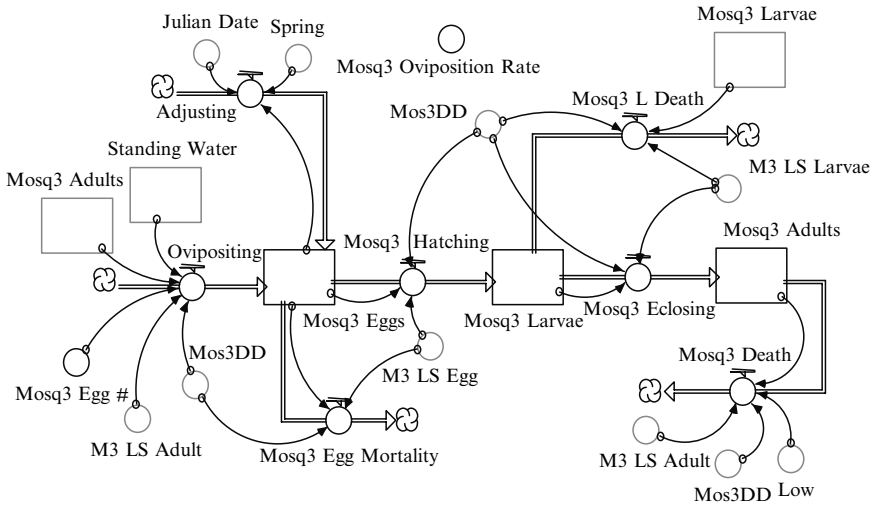 Julian Date
Spring
Mosq3 Larvae
Mosq3 Oviposition Rate
Adjusting
Mos3DD
Mosq3 L Death
Standing Water
Mosq3 Adults
M3 LS Larvae
Ovipositing
Mosq3 Hatching
Mosq3 Adults
Mosq3 Eggs
Mosq3 Larvae
Mosq3 Eclosing
Mos3DD
Mosq3 Egg #
M3 LS Egg
Mosq3 Death
M3 LS Adult
Mosq3 Egg Mortality
M3 LS Adult
Mos3DD
Low